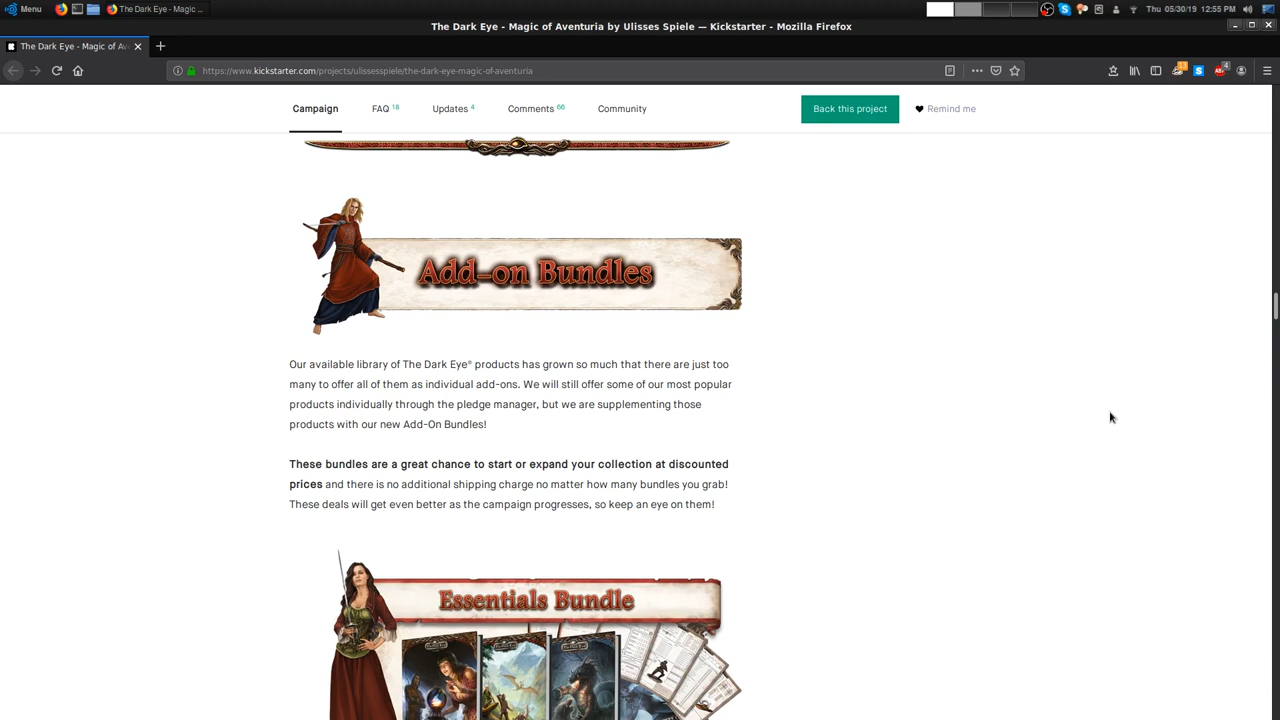 Menu
The Dark Eye - Magic ...
Thu 05/30/19 12:55 PM
The Dark Eye - Magic of Aventuria by Ulisses Spiele — Kickstarter - Mozilla Firefox
The Dark Eye - Magic of Av
https://www.kickstarter.com/projects/ulissesspiele/the-dark-eye-magic-of-aventuria
Campaign FAQ 18 Updates 4 Comments 66 Community Back this project Remind me
Add-on Bundles
Our available library of The Dark Eye® products has grown so much that there are just too
many to offer all of them as individual add-ons. We will still offer some of our most popular
products individually through the pledge manager, but we are supplementing those
products with our new Add-On Bundles!
These bundles are a great chance to start or expand your collection at discounted
prices and there is no additional shipping charge no matter how many bundles you grab!
These deals will get even better as the campaign progresses, so keep an eye on them!
Essentials Bundle